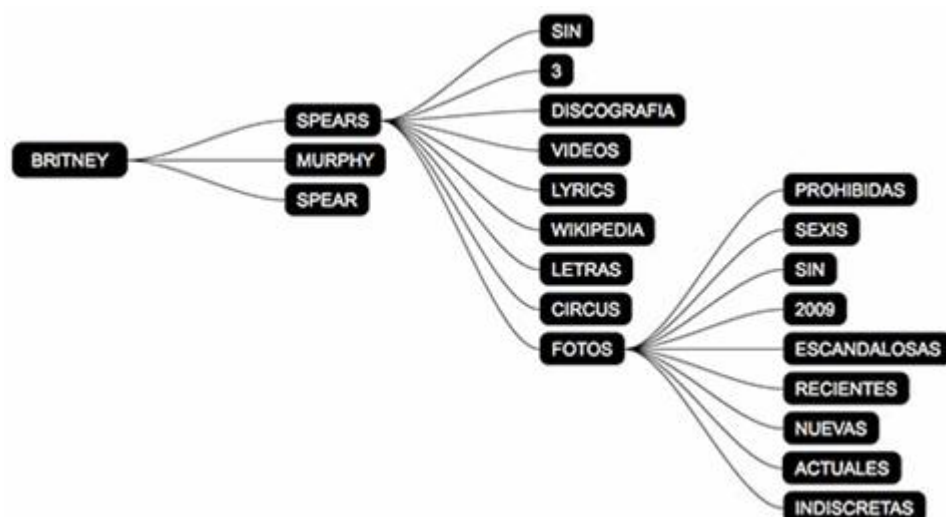 BRITNEY
SPEARS
MURPHY
SPEAR
SIN
3
DISCOGRAFIA
VIDEOS
LYRICS
WIKIPEDIA
LETRAS
CIRCUS
FOTOS
PROHIBIDAS
SEXIS
SIN
2009
ESCANDALOSAS
RECIENTES
NUEVAS
ACTUALES
INDISCRETAS